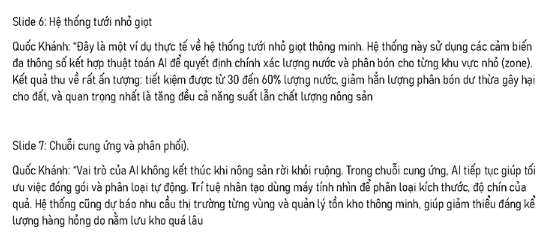 Slide 6: Hệ thống tưới nhỏ giọt
Quốc Khánh: "Đây là một ví dụ thực tế về hệ thống tưới nhỏ giọt thông minh. Hệ thống này sử dụng các cảm biến
đa thông số kết hợp thuật toán AI để quyết định chính xác lượng nước và phân bón cho từng khu vực nhỏ (zone).
Kết quả thu về rất ấn tượng: tiết kiệm được từ 30 đến 60% lượng nước, giảm hẳn lượng phân bón dư thừa gây hại
cho đất, và quan trọng nhất là tăng đều cả năng suất lẫn chất lượng nông sản
Slide 7: Chuỗi cung ứng và phân phối).
Quốc Khánh: "Vai trò của AI không kết thúc khi nông sản rời khỏi ruộng. Trong chuỗi cung ứng, AI tiếp tục giúp tối
ưu việc đóng gói và phân loại tự động. Trí tuệ nhân tạo dùng máy tính nhìn để phân loại kích thước, độ chín của
quả. Hệ thống cũng dự báo nhu cầu thị trường từng vùng và quản lý tồn kho thông minh, giúp giảm thiểu đáng kể
lượng hàng hỏng do nằm lưu kho quá lâu